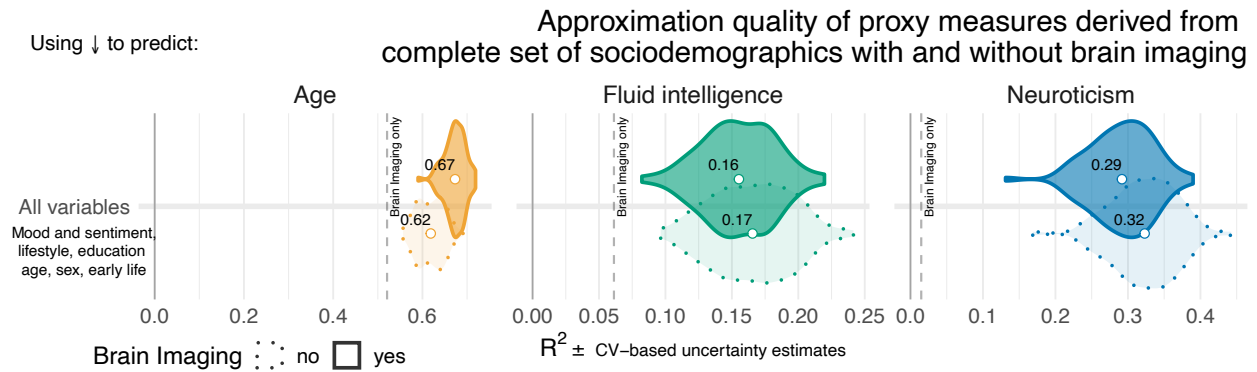 Approximation quality of proxy measures derived from
complete set of sociodemographics with and without brain imaging
Using ↓ to predict:
Age
Fluid intelligence
Neuroticism
Brain Imaging only
Brain Imaging only
Brain Imaging only
0.67
0.62
0.16
0.17
0.29
0.32
All variables
Mood and sentiment,
lifestyle, education
age, sex, early life
0.0 0.2 0.4 0.6
0.00 0.05 0.10 0.15 0.20 0.25
0.0 0.1 0.2 0.3 0.4
R² ± CV−based uncertainty estimates
Brain Imaging no yes